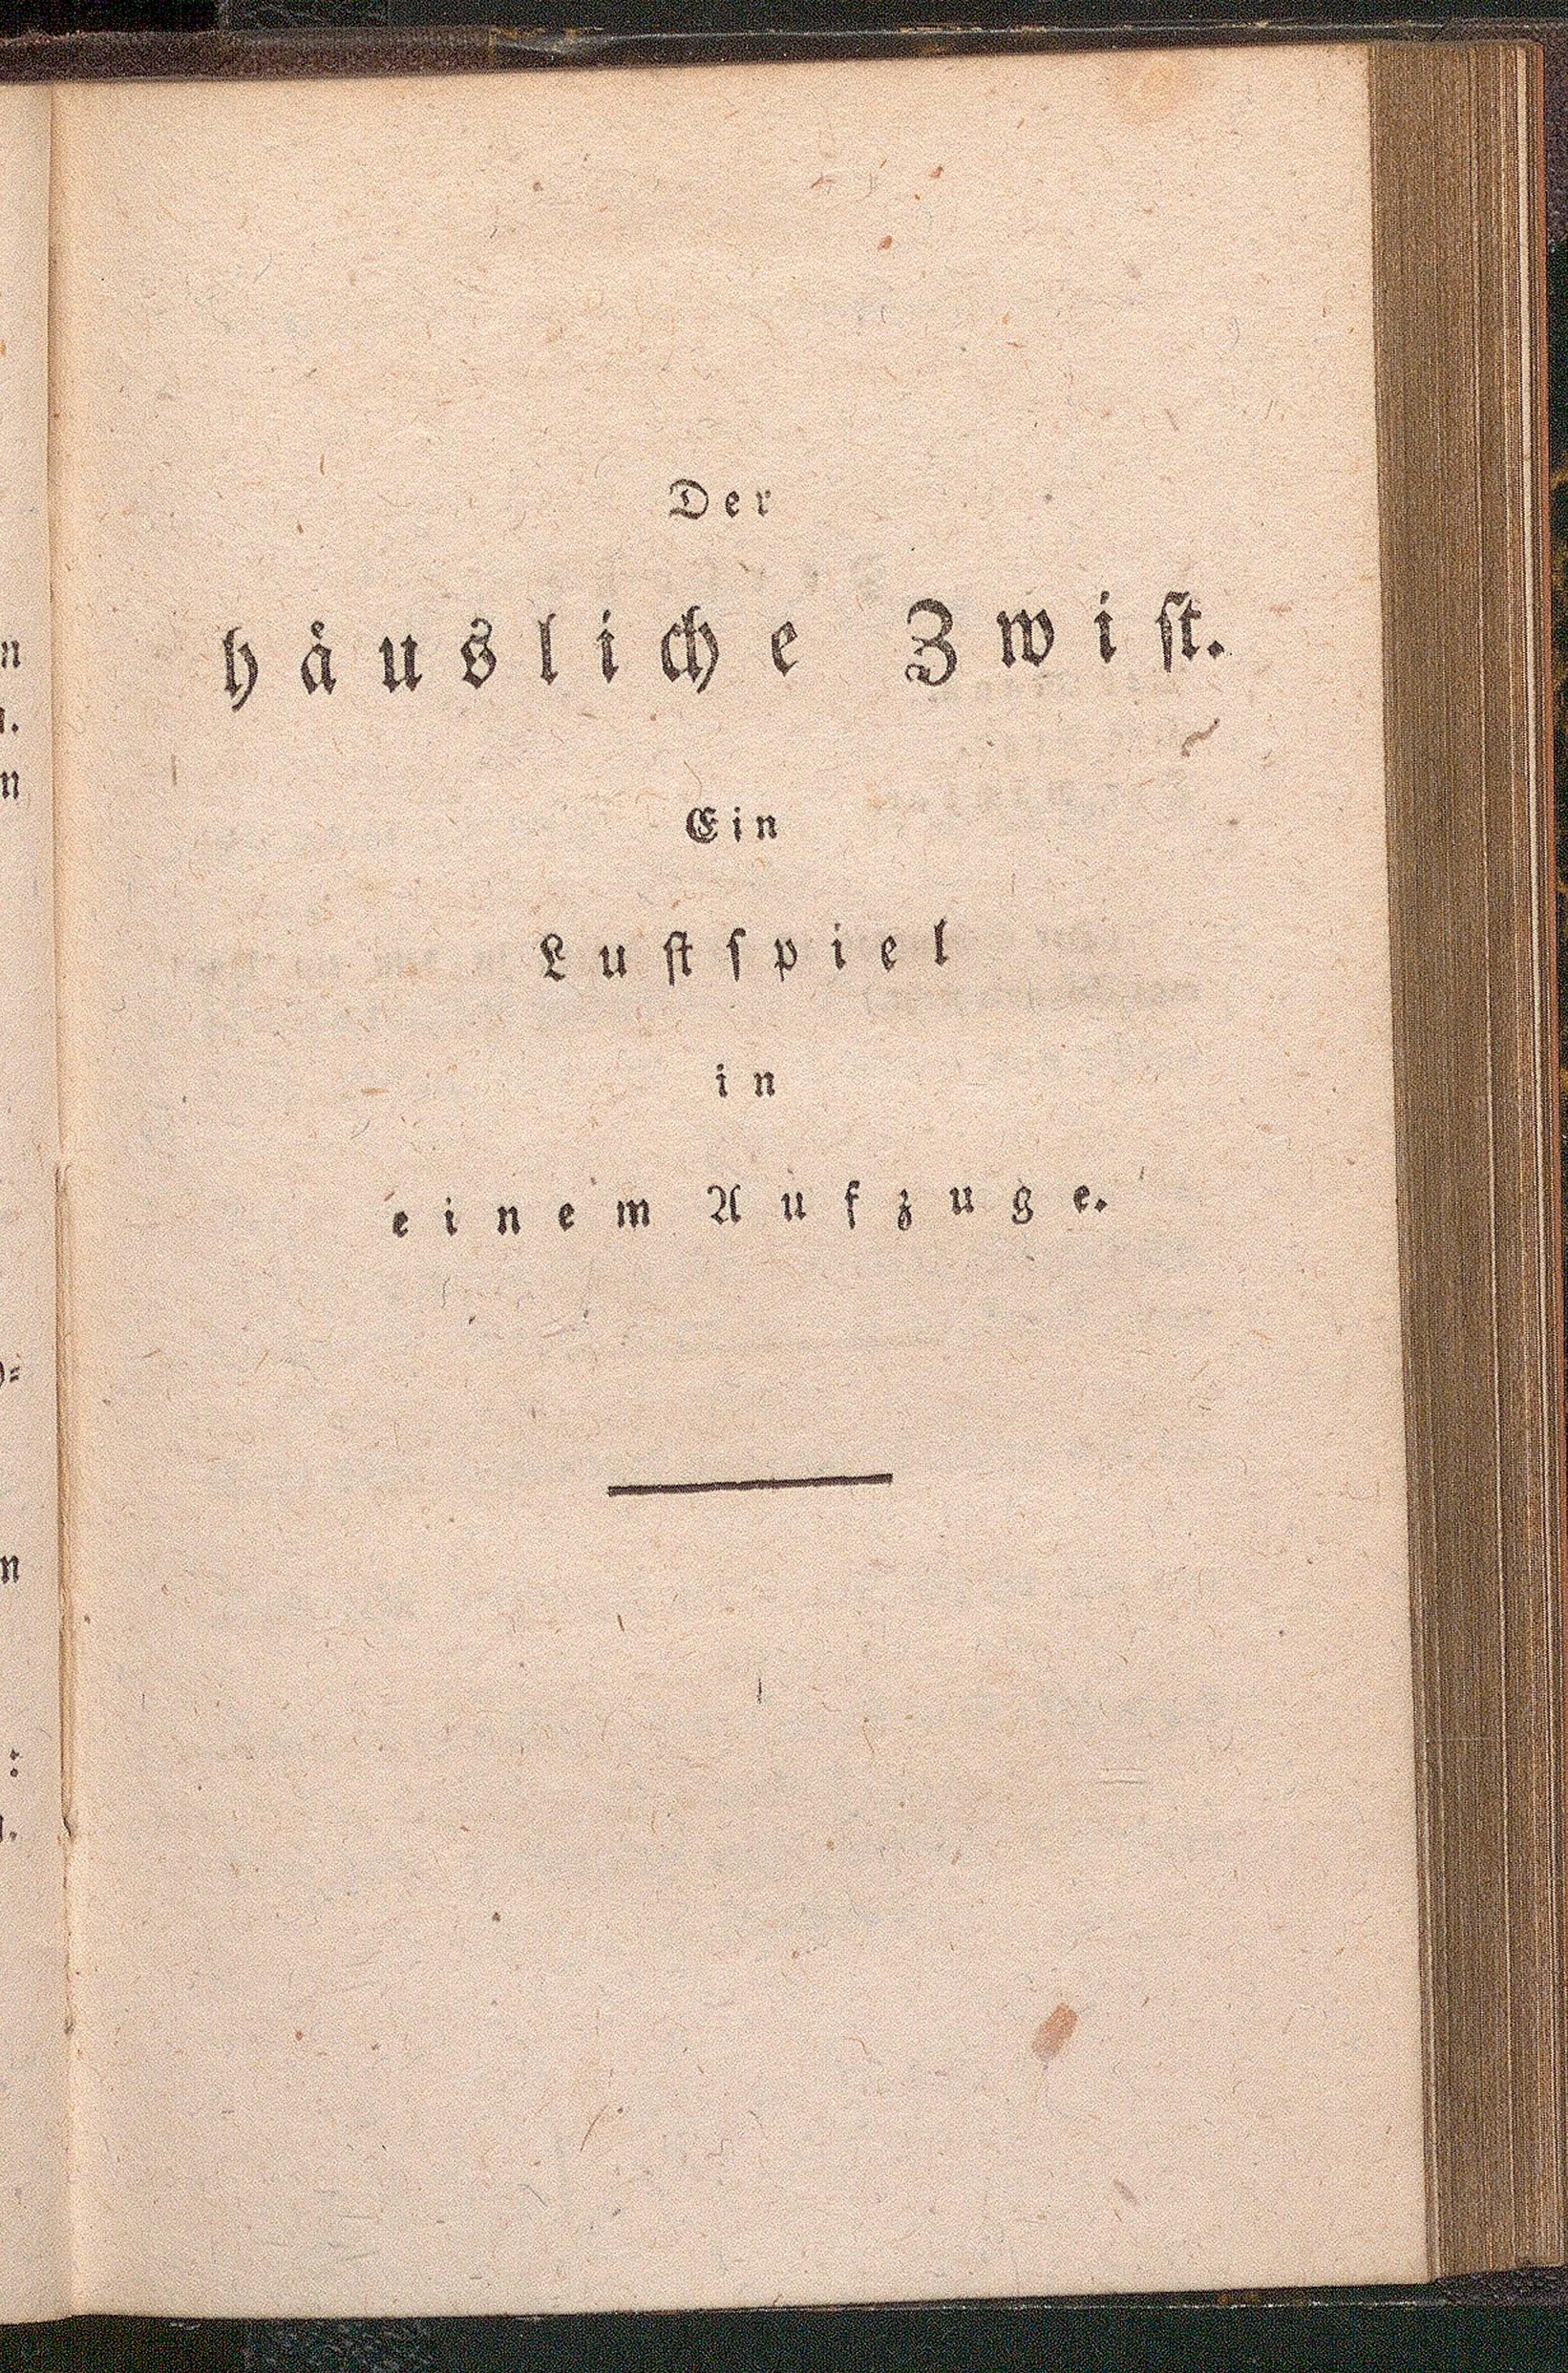 Der
häusliche Zwiſt.
Ein
Luſtſpiel
in
einem Aufzuge.